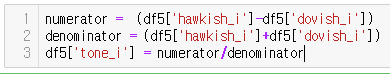 1 numerator = (df5['hawkish_i']-df5['dovish_i'])
2 denominator = (df5['hawkish_i']+df5['dovish_i'])
3 df5['tone_i'] = numerator/denominator